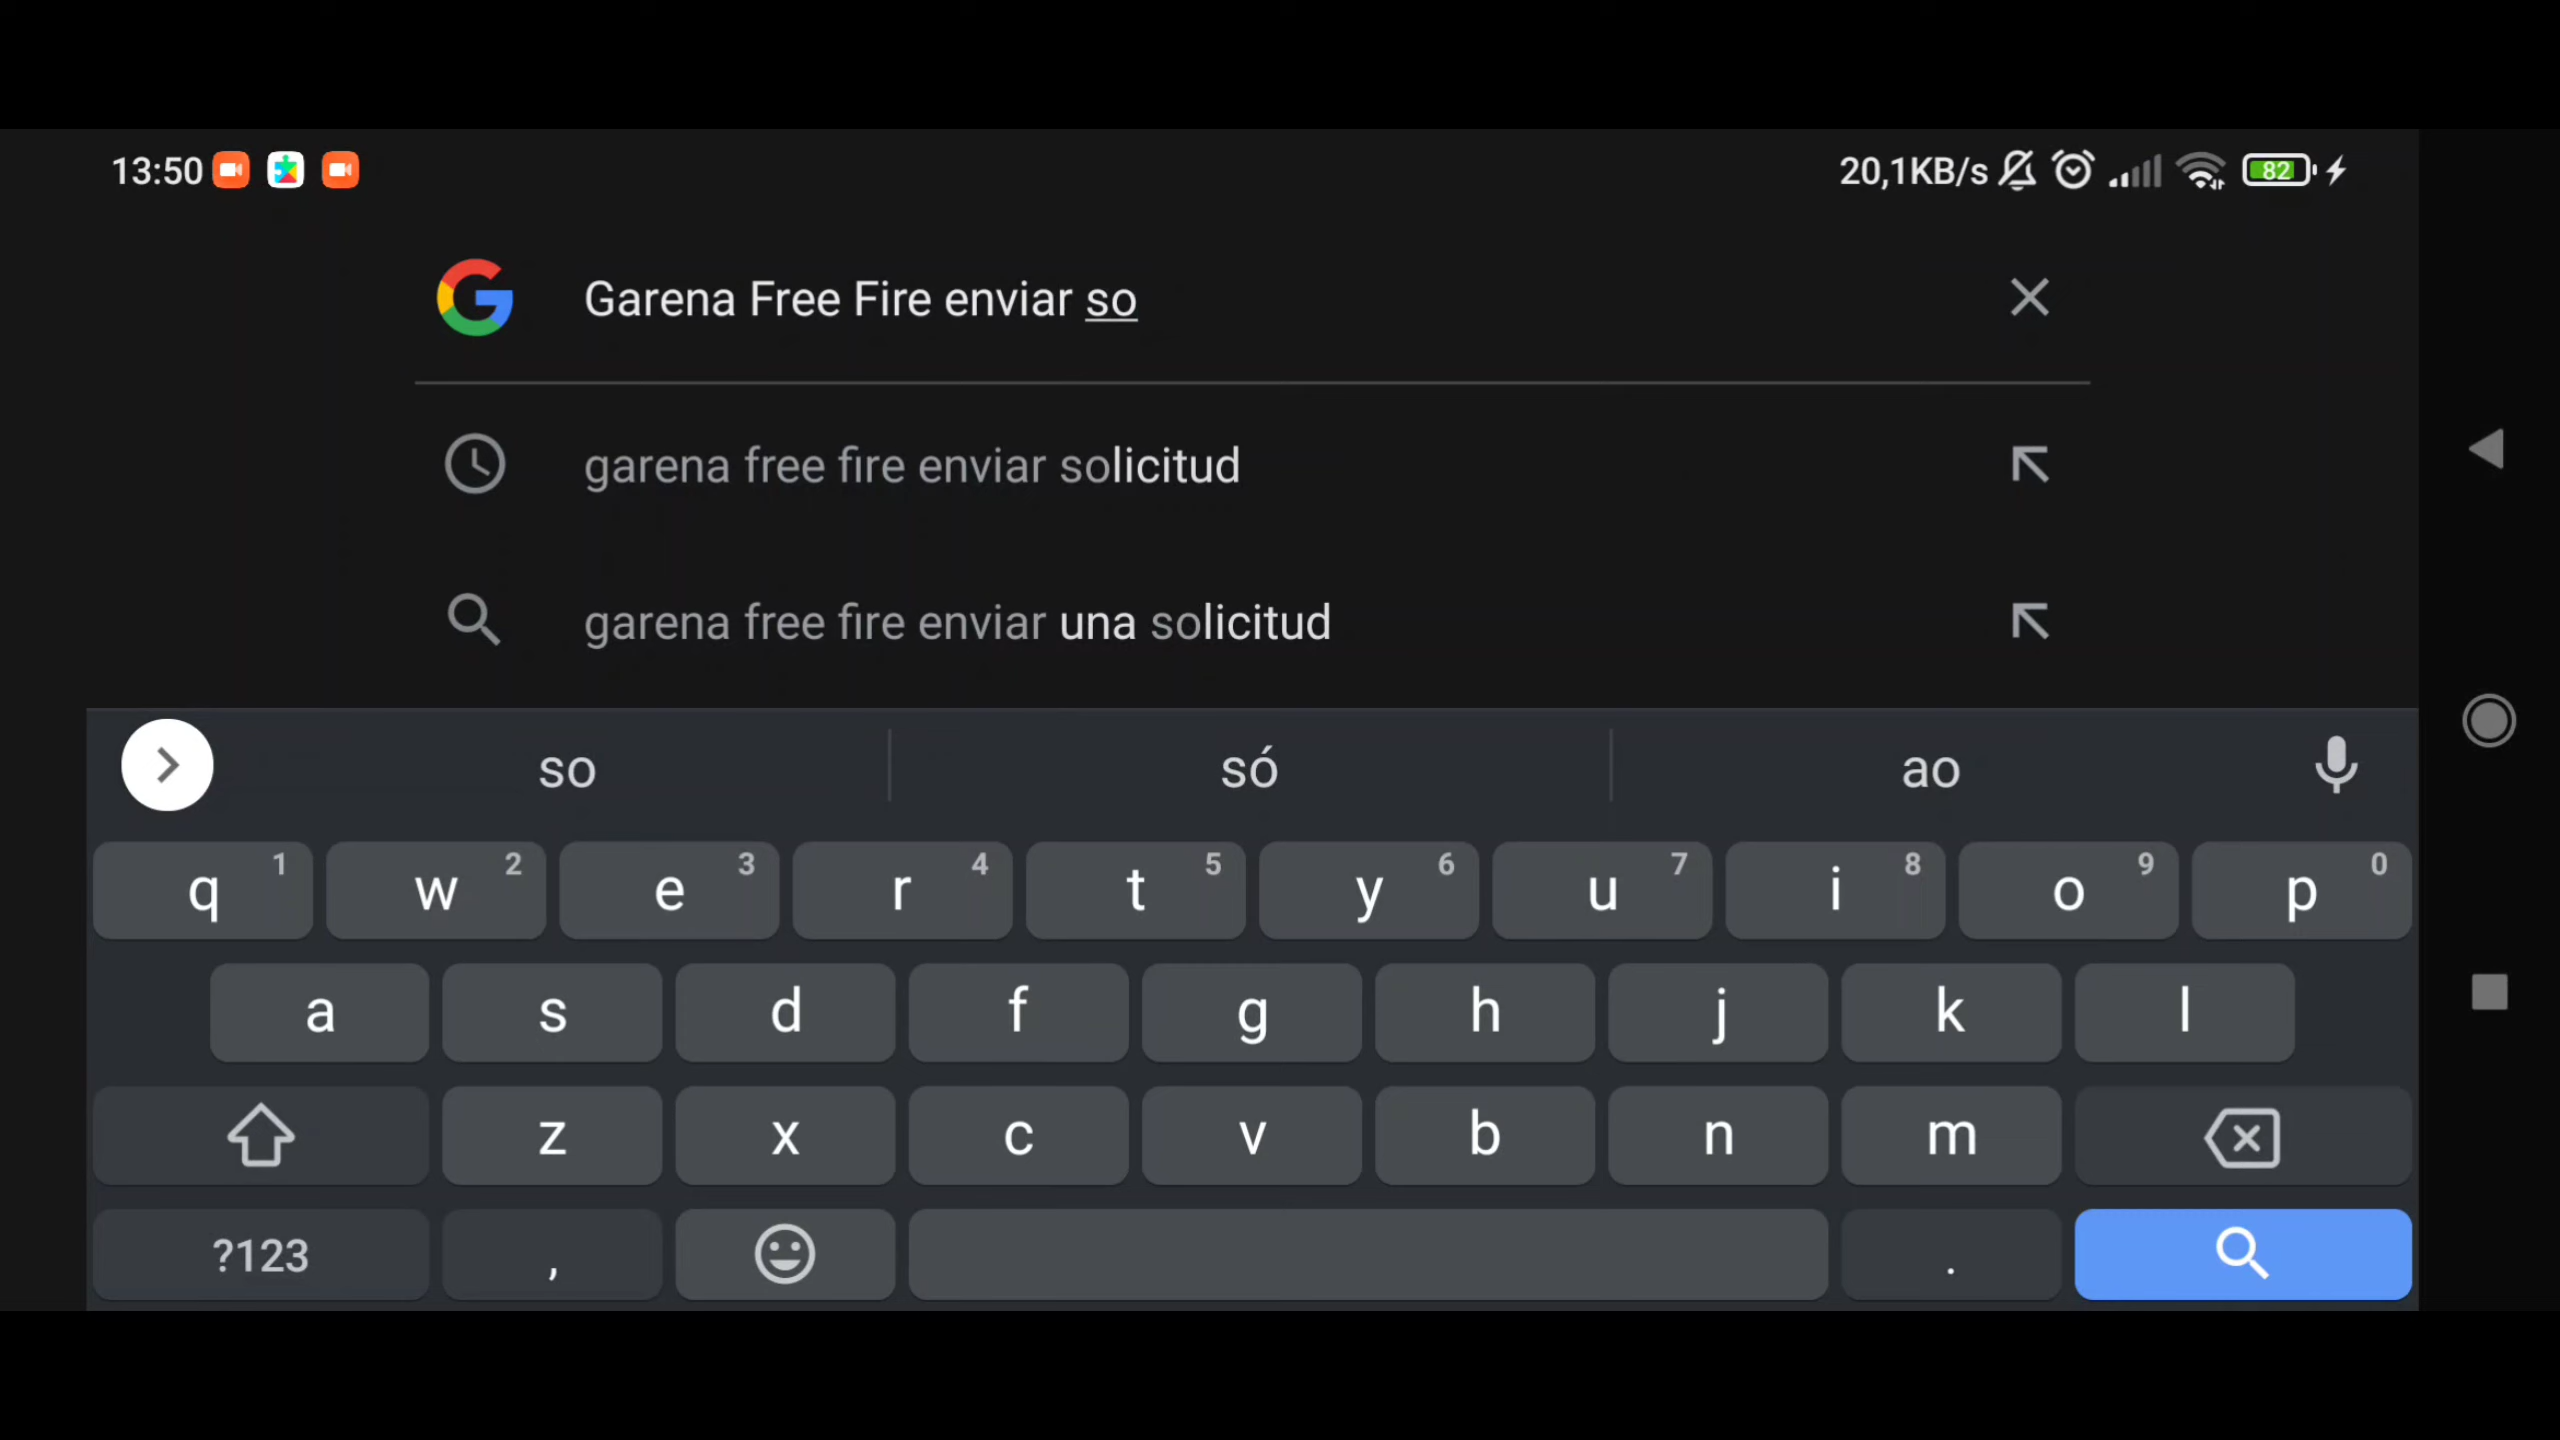 13:50 20,1KB/s 82
Garena Free Fire enviar so
garena free fire enviar solicitud
garena free fire enviar una solicitud
so só ao
q 1 w 2 e 3 r 4 t 5 y 6 u 7 i 8 o 9 p 0
a s d f g h j k l
z x c v b n m
?123 , .